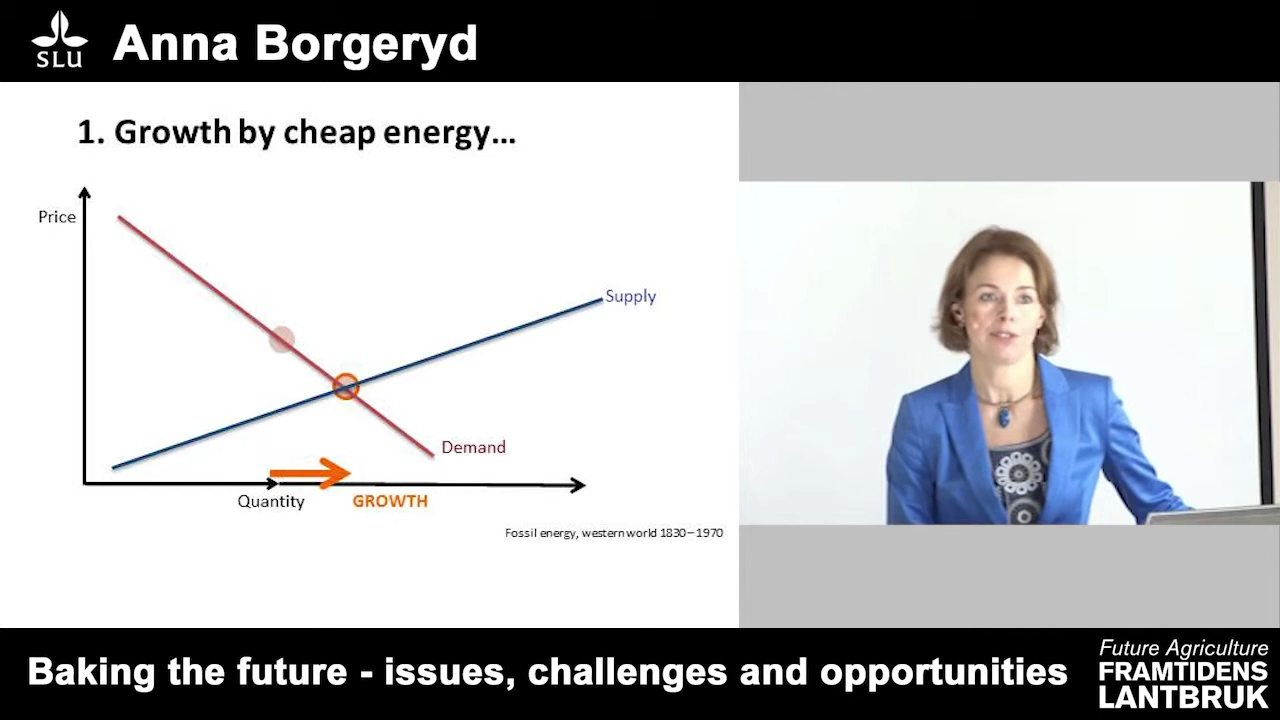 SLU
Anna Borgeryd
1. Growth by cheap energy...
Price
Supply
Demand
Quantity
GROWTH
Fossil energy, western world 1830–1970
Baking the future - issues, challenges and opportunities
Future Agriculture
FRAMTIDENS
LANTBRUK